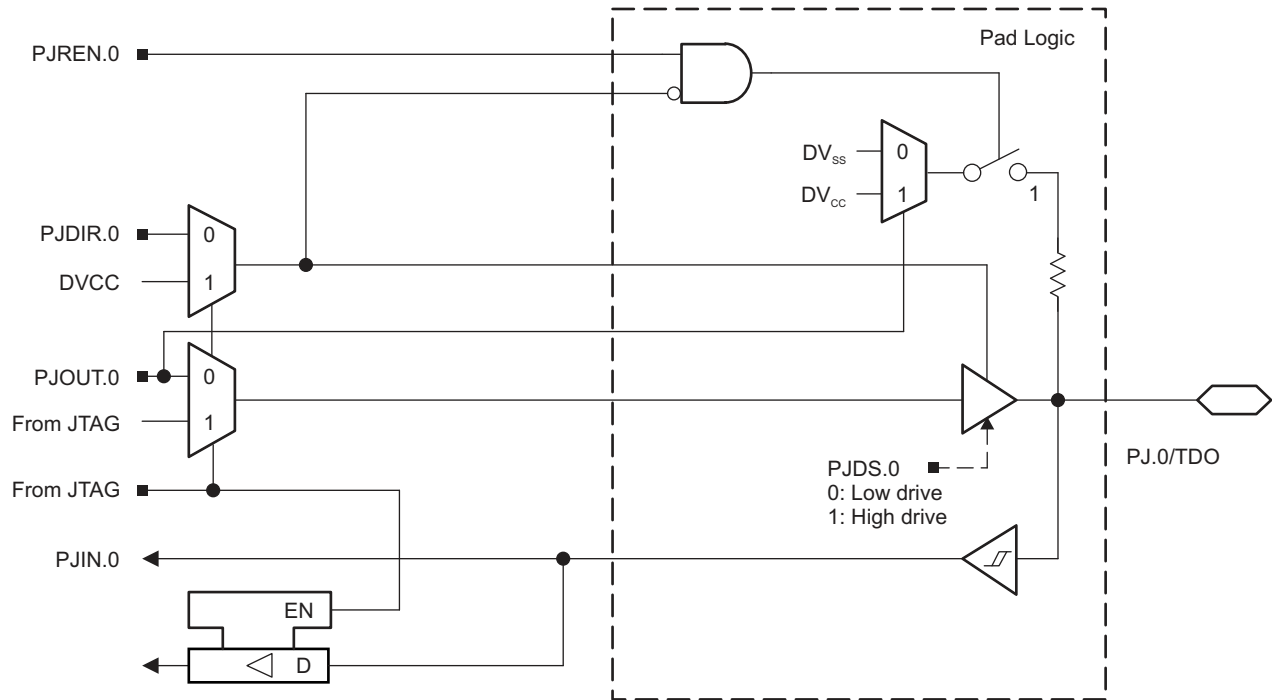 Pad Logic
PJREN.0
DVSS
0
DVCC
1
1
PJDIR.0
0
DVCC
1
PJOUT.0
0
From JTAG
1
PJDS.0
0: Low drive
1: High drive
PJ.0/TDO
From JTAG
PJIN.0
EN
D